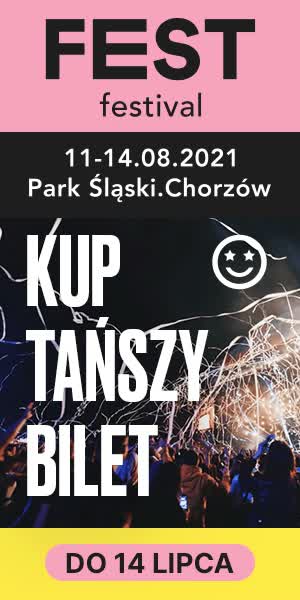 FEST
festival
11-14.08.2021
Park Śląski.Chorzów
KUP
TAŃSZY
BILET
DO 14 LIPCA